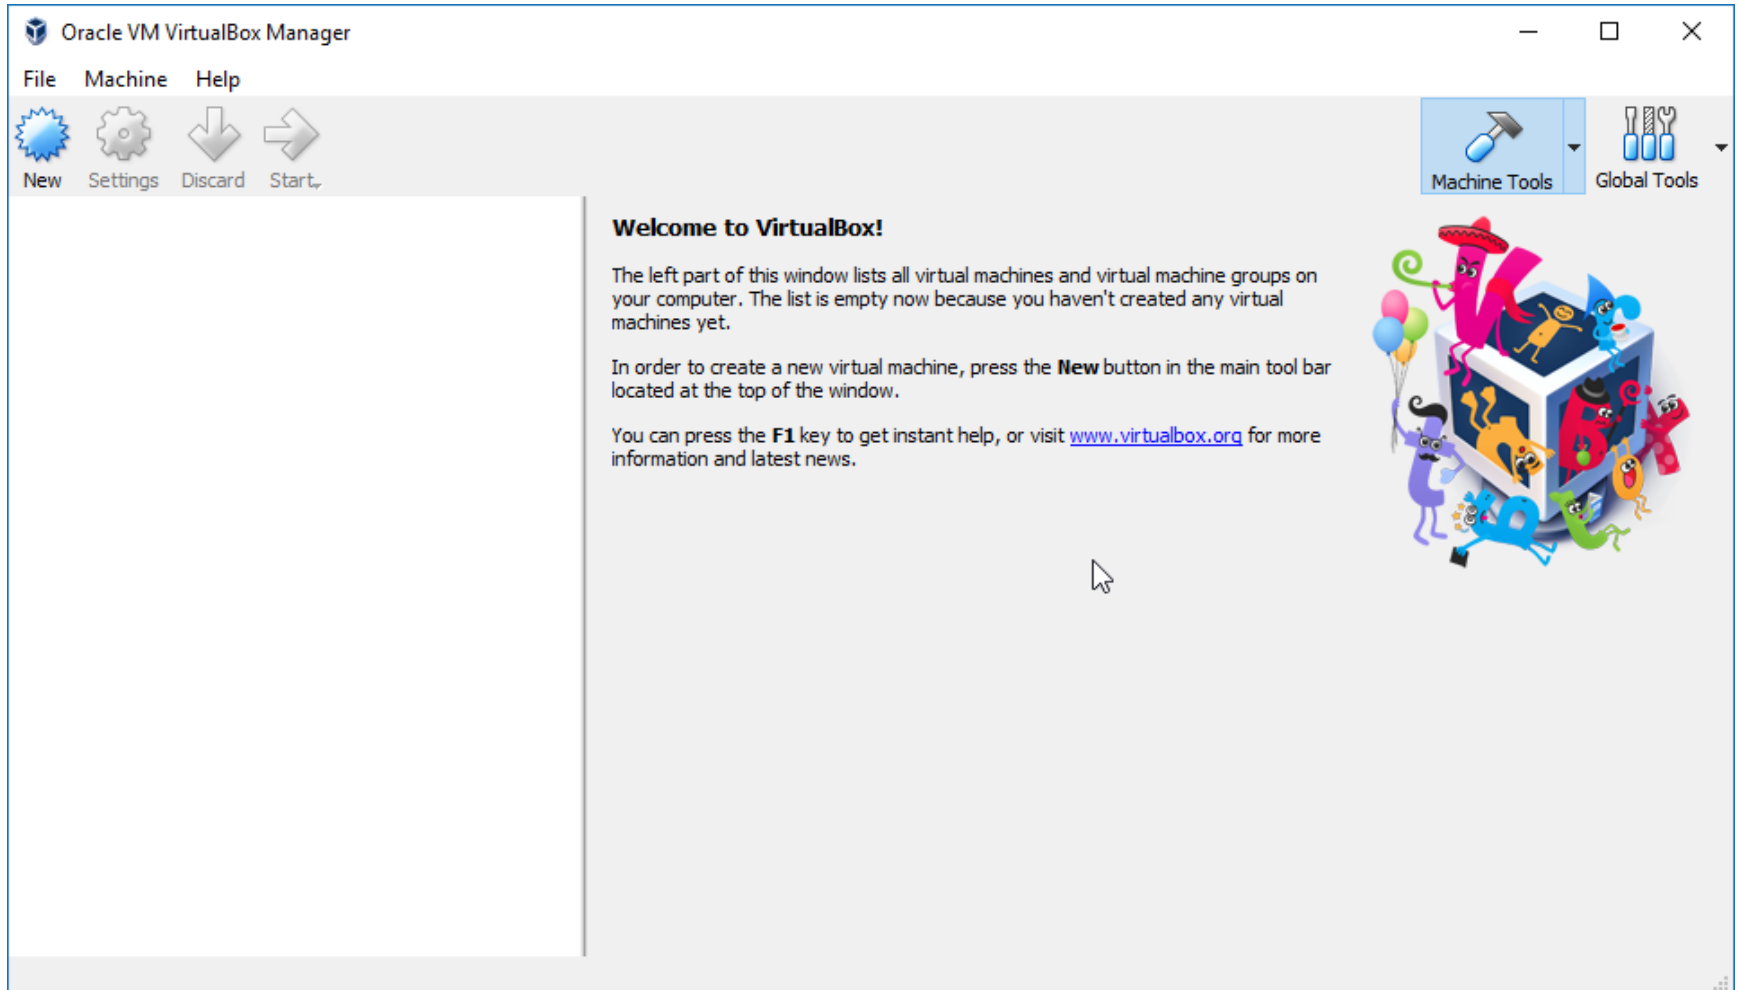 Oracle VM VirtualBox Manager
File Machine Help
New Settings Discard Start
Machine Tools Global Tools
Welcome to VirtualBox!
The left part of this window lists all virtual machines and virtual machine groups on
your computer. The list is empty now because you haven't created any virtual
machines yet.
In order to create a new virtual machine, press the New button in the main tool bar
located at the top of the window.
You can press the F1 key to get instant help, or visit www.virtualbox.org for more
information and latest news.